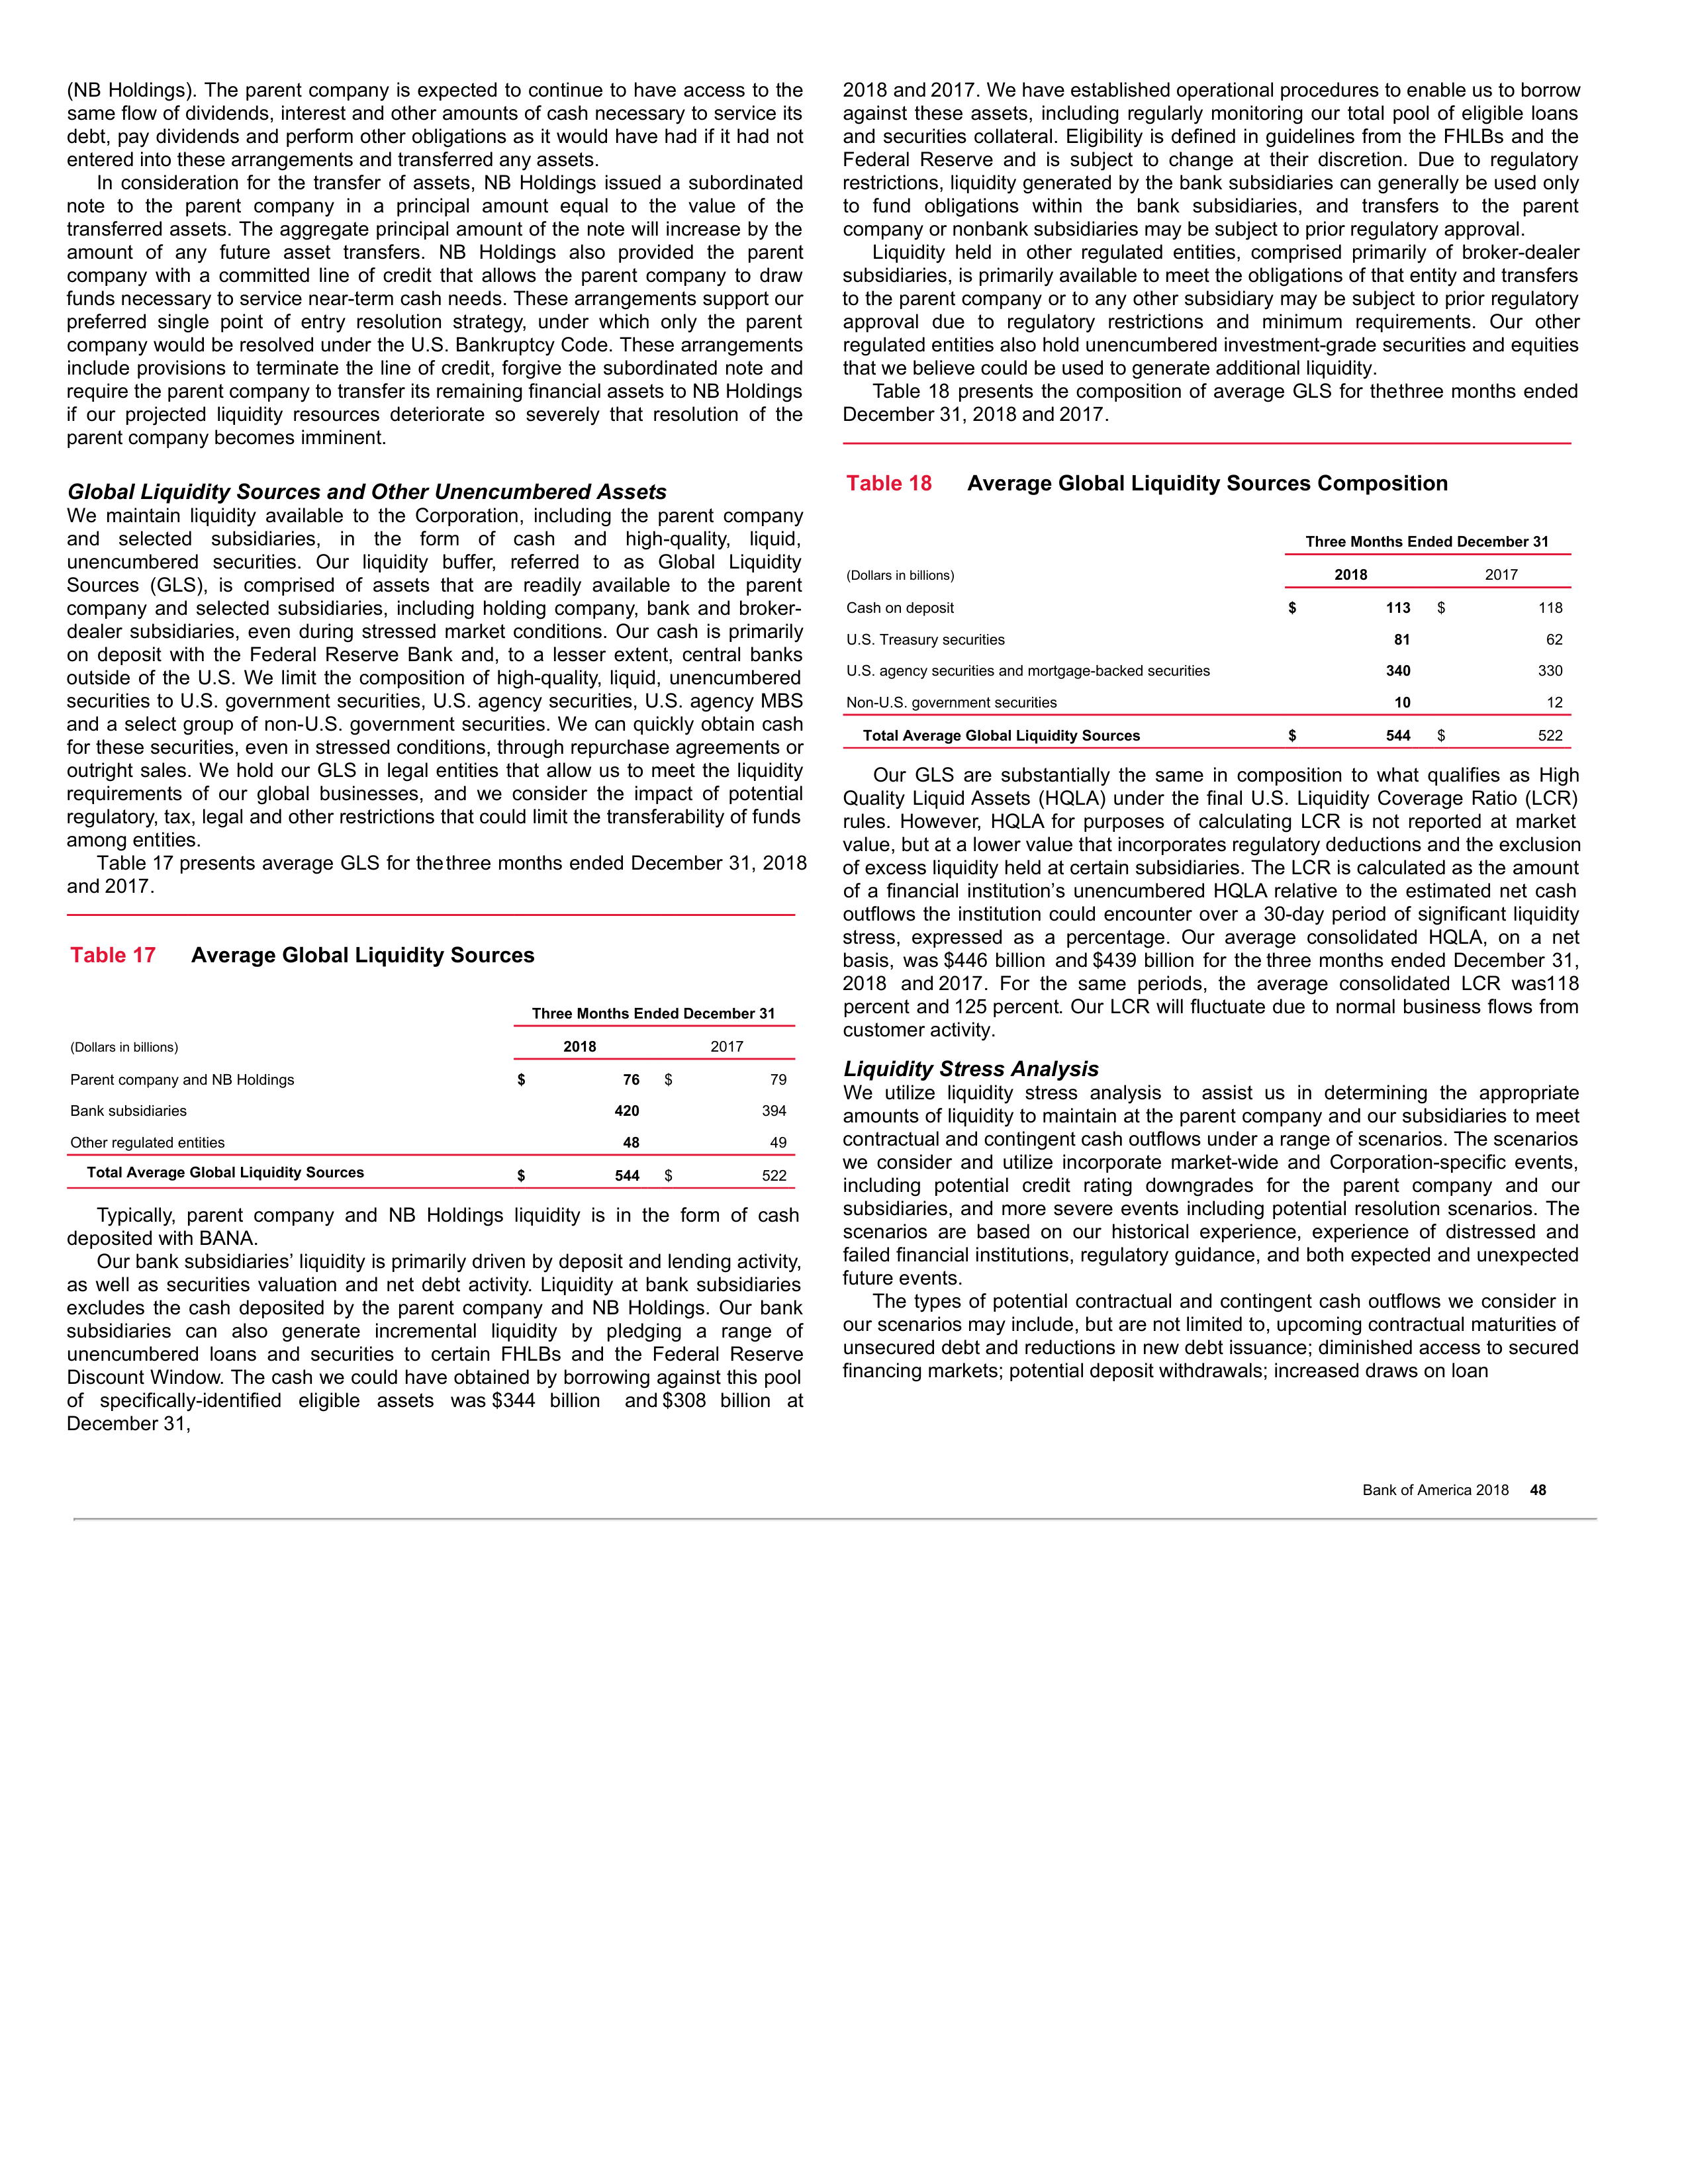 (NB Holdings). The parent company is expected to continue to have access to the
same flow of dividends, interest and other amounts of cash necessary to service its
debt, pay dividends and perform other obligations as it would have had if it had not
entered into these arrangements and transferred any assets.
In consideration for the transfer of assets, NB Holdings issued a subordinated
note to the parent company in a principal amount equal to the value of the
transferred assets. The aggregate principal amount of the note will increase by the
amount of any future asset transfers. NB Holdings also provided the parent
company with a committed line of credit that allows the parent company to draw
funds necessary to service near-term cash needs. These arrangements support our
preferred single point of entry resolution strategy, under which only the parent
company would be resolved under the U.S. Bankruptcy Code. These arrangements
include provisions to terminate the line of credit, forgive the subordinated note and
require the parent company to transfer its remaining financial assets to NB Holdings
if our projected liquidity resources deteriorate so severely that resolution of the
parent company becomes imminent.
Global Liquidity Sources and Other Unencumbered Assets
We maintain liquidity available to the Corporation, including the parent company
and selected subsidiaries, in the form of cash and high-quality, liquid,
unencumbered securities. Our liquidity buffer, referred to as Global Liquidity
Sources (GLS), is comprised of assets that are readily available to the parent
company and selected subsidiaries, including holding company, bank and broker-
dealer subsidiaries, even during stressed market conditions. Our cash is primarily
on deposit with the Federal Reserve Bank and, to a lesser extent, central banks
outside of the U.S. We limit the composition of high-quality, liquid, unencumbered
securities to U.S. government securities, U.S. agency securities, U.S. agency MBS
and a select group of non-U.S. government securities. We can quickly obtain cash
for these securities, even in stressed conditions, through repurchase agreements or
outright sales. We hold our GLS in legal entities that allow us to meet the liquidity
requirements of our global businesses, and we consider the impact of potential
regulatory, tax, legal and other restrictions that could limit the transferability of funds
among entities.
Table 17 presents average GLS for thethree months ended December 31, 2018
and 2017.
Table 17 Average Global Liquidity Sources
Three Months Ended December 31
(Dollars in billions) 2018 2017
Parent company and NB Holdings $ 76 $ 79
Bank subsidiaries 420 394
Other regulated entities 48 49
Total Average Global Liquidity Sources $ 544 $ 522
Typically, parent company and NB Holdings liquidity is in the form of cash
deposited with BANA.
Our bank subsidiaries’ liquidity is primarily driven by deposit and lending activity,
as well as securities valuation and net debt activity. Liquidity at bank subsidiaries
excludes the cash deposited by the parent company and NB Holdings. Our bank
subsidiaries can also generate incremental liquidity by pledging a range of
unencumbered loans and securities to certain FHLBs and the Federal Reserve
Discount Window. The cash we could have obtained by borrowing against this pool
of specifically-identified eligible assets was $344 billion and $308 billion at
December 31,
2018 and 2017. We have established operational procedures to enable us to borrow
against these assets, including regularly monitoring our total pool of eligible loans
and securities collateral. Eligibility is defined in guidelines from the FHLBs and the
Federal Reserve and is subject to change at their discretion. Due to regulatory
restrictions, liquidity generated by the bank subsidiaries can generally be used only
to fund obligations within the bank subsidiaries, and transfers to the parent
company or nonbank subsidiaries may be subject to prior regulatory approval.
Liquidity held in other regulated entities, comprised primarily of broker-dealer
subsidiaries, is primarily available to meet the obligations of that entity and transfers
to the parent company or to any other subsidiary may be subject to prior regulatory
approval due to regulatory restrictions and minimum requirements. Our other
regulated entities also hold unencumbered investment-grade securities and equities
that we believe could be used to generate additional liquidity.
Table 18 presents the composition of average GLS for thethree months ended
December 31, 2018 and 2017.
Table 18 Average Global Liquidity Sources Composition
Three Months Ended December 31
(Dollars in billions) 2018 2017
Cash on deposit $ 113 $ 118
U.S. Treasury securities 81 62
U.S. agency securities and mortgage-backed securities 340 330
Non-U.S. government securities 10 12
Total Average Global Liquidity Sources $ 544 $ 522
Our GLS are substantially the same in composition to what qualifies as High
Quality Liquid Assets (HQLA) under the final U.S. Liquidity Coverage Ratio (LCR)
rules. However, HQLA for purposes of calculating LCR is not reported at market
value, but at a lower value that incorporates regulatory deductions and the exclusion
of excess liquidity held at certain subsidiaries. The LCR is calculated as the amount
of a financial institution’s unencumbered HQLA relative to the estimated net cash
outflows the institution could encounter over a 30-day period of significant liquidity
stress, expressed as a percentage. Our average consolidated HQLA, on a net
basis, was $446 billion and $439 billion for the three months ended December 31,
2018 and 2017. For the same periods, the average consolidated LCR was118
percent and 125 percent. Our LCR will fluctuate due to normal business flows from
customer activity.
Liquidity Stress Analysis
We utilize liquidity stress analysis to assist us in determining the appropriate
amounts of liquidity to maintain at the parent company and our subsidiaries to meet
contractual and contingent cash outflows under a range of scenarios. The scenarios
we consider and utilize incorporate market-wide and Corporation-specific events,
including potential credit rating downgrades for the parent company and our
subsidiaries, and more severe events including potential resolution scenarios. The
scenarios are based on our historical experience, experience of distressed and
failed financial institutions, regulatory guidance, and both expected and unexpected
future events.
The types of potential contractual and contingent cash outflows we consider in
our scenarios may include, but are not limited to, upcoming contractual maturities of
unsecured debt and reductions in new debt issuance; diminished access to secured
financing markets; potential deposit withdrawals; increased draws on loan
Bank of America 2018 48